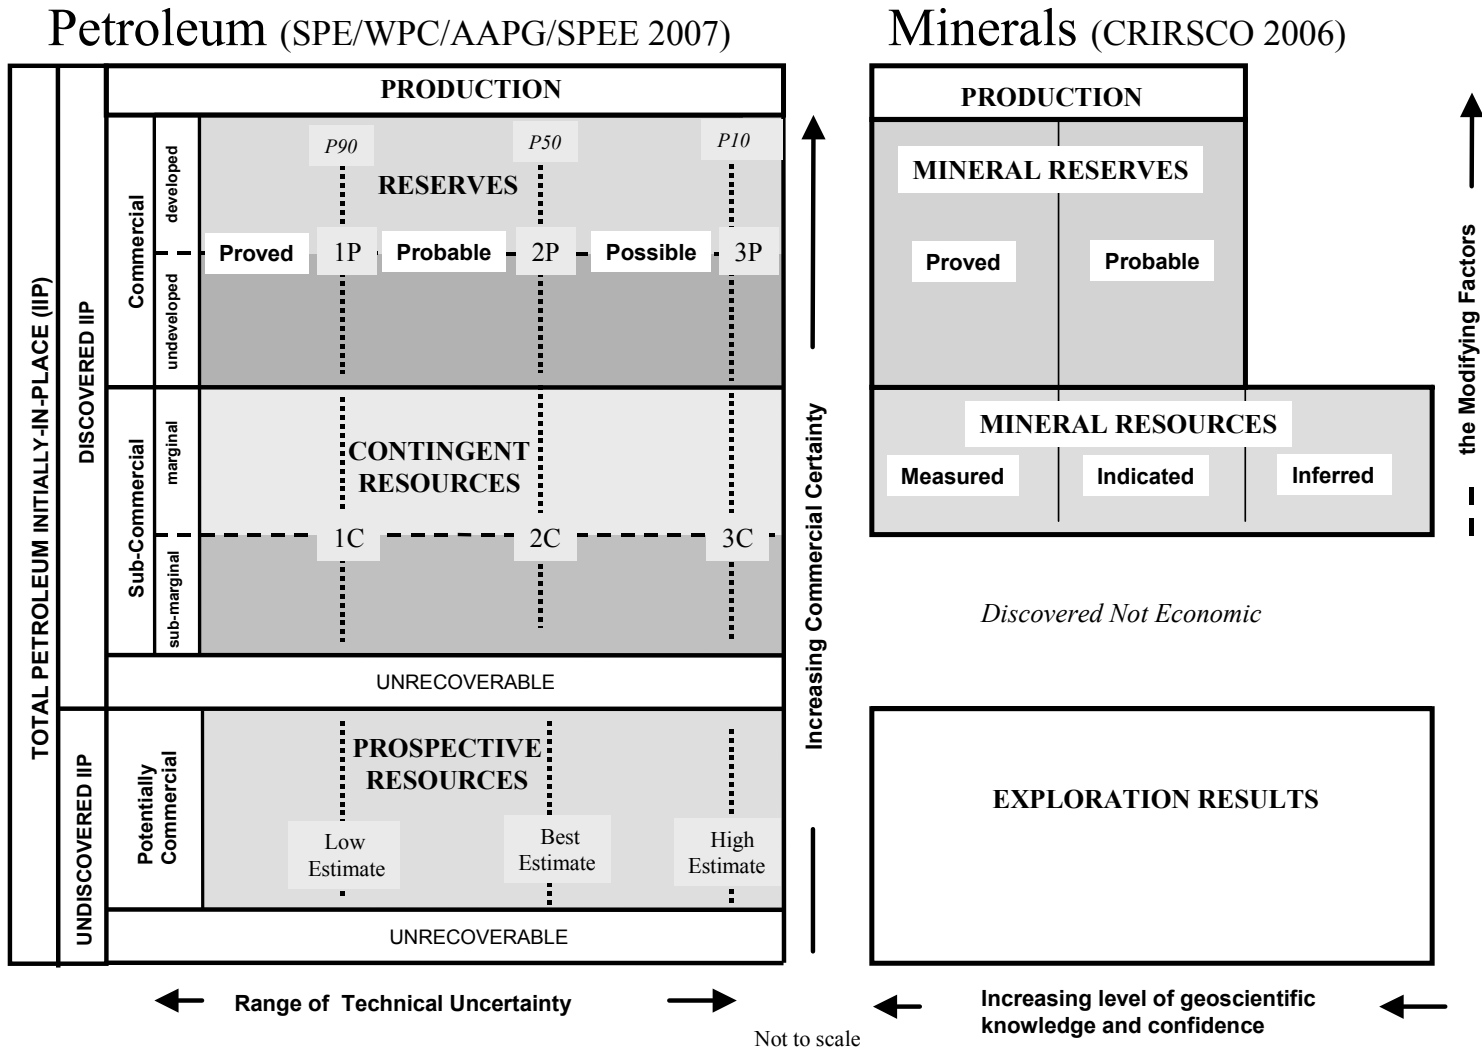 Petroleum (SPE/WPC/AAPG/SPEE 2007)
TOTAL PETROLEUM INITIALLY-IN-PLACE (IIP)
DISCOVERED IIP
UNDISCOVERED IIP
PRODUCTION
Commercial
developed
undeveloped
P90
P50
P10
RESERVES
Proved
1P
Probable
2P
Possible
3P
Sub-Commercial
marginal
sub-marginal
CONTINGENT
RESOURCES
1C
2C
3C
UNRECOVERABLE
Potentially
Commercial
PROSPECTIVE
RESOURCES
Low
Estimate
Best
Estimate
High
Estimate
UNRECOVERABLE
Range of Technical Uncertainty
Increasing Commercial Certainty
Minerals (CRIRSCO 2006)
PRODUCTION
MINERAL RESERVES
Proved
Probable
MINERAL RESOURCES
Measured
Indicated
Inferred
Discovered Not Economic
EXPLORATION RESULTS
the Modifying Factors
Increasing level of geoscientific
knowledge and confidence
Not to scale